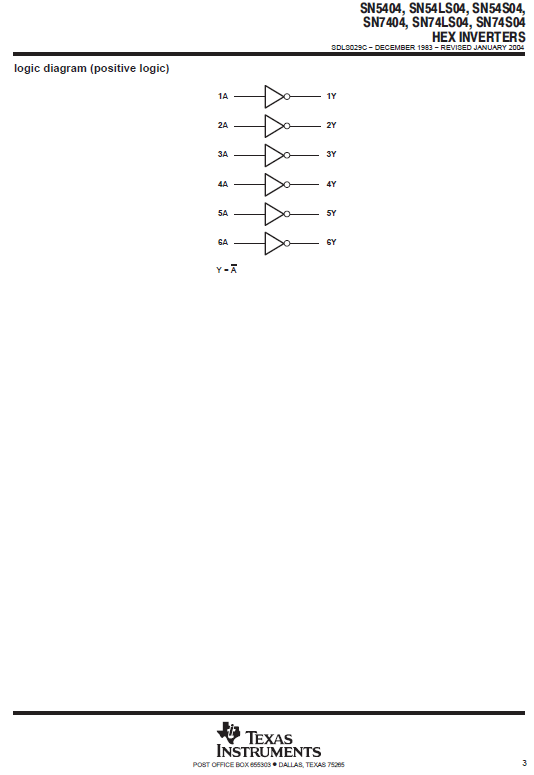 SN5404, SN54LS04, SN54S04,
SN7404, SN74LS04, SN74S04
HEX INVERTERS
SDLS029C − DECEMBER 1983 − REVISED JANUARY 2004
logic diagram (positive logic)
1A 1Y
2A 2Y
3A 3Y
4A 4Y
5A 5Y
6A 6Y
Y = A̅
TEXAS
INSTRUMENTS
POST OFFICE BOX 655303 ● DALLAS, TEXAS 75265
3